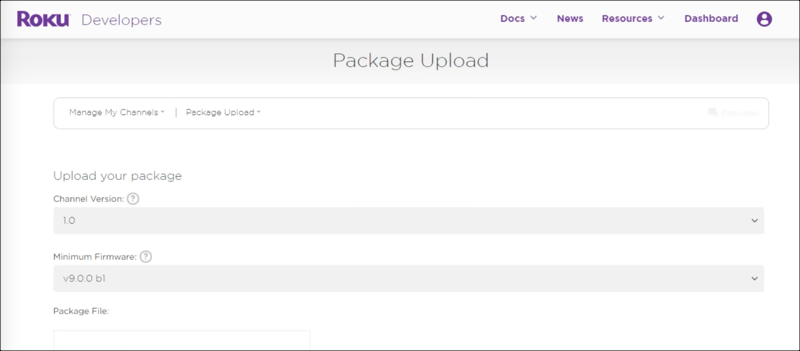 ROKU Developers Docs News Resources Dashboard
Package Upload
Manage My Channels | Package Upload
Upload your package
Channel Version: ?
1.0
Minimum Firmware: ?
v9.0.0 b1
Package File: